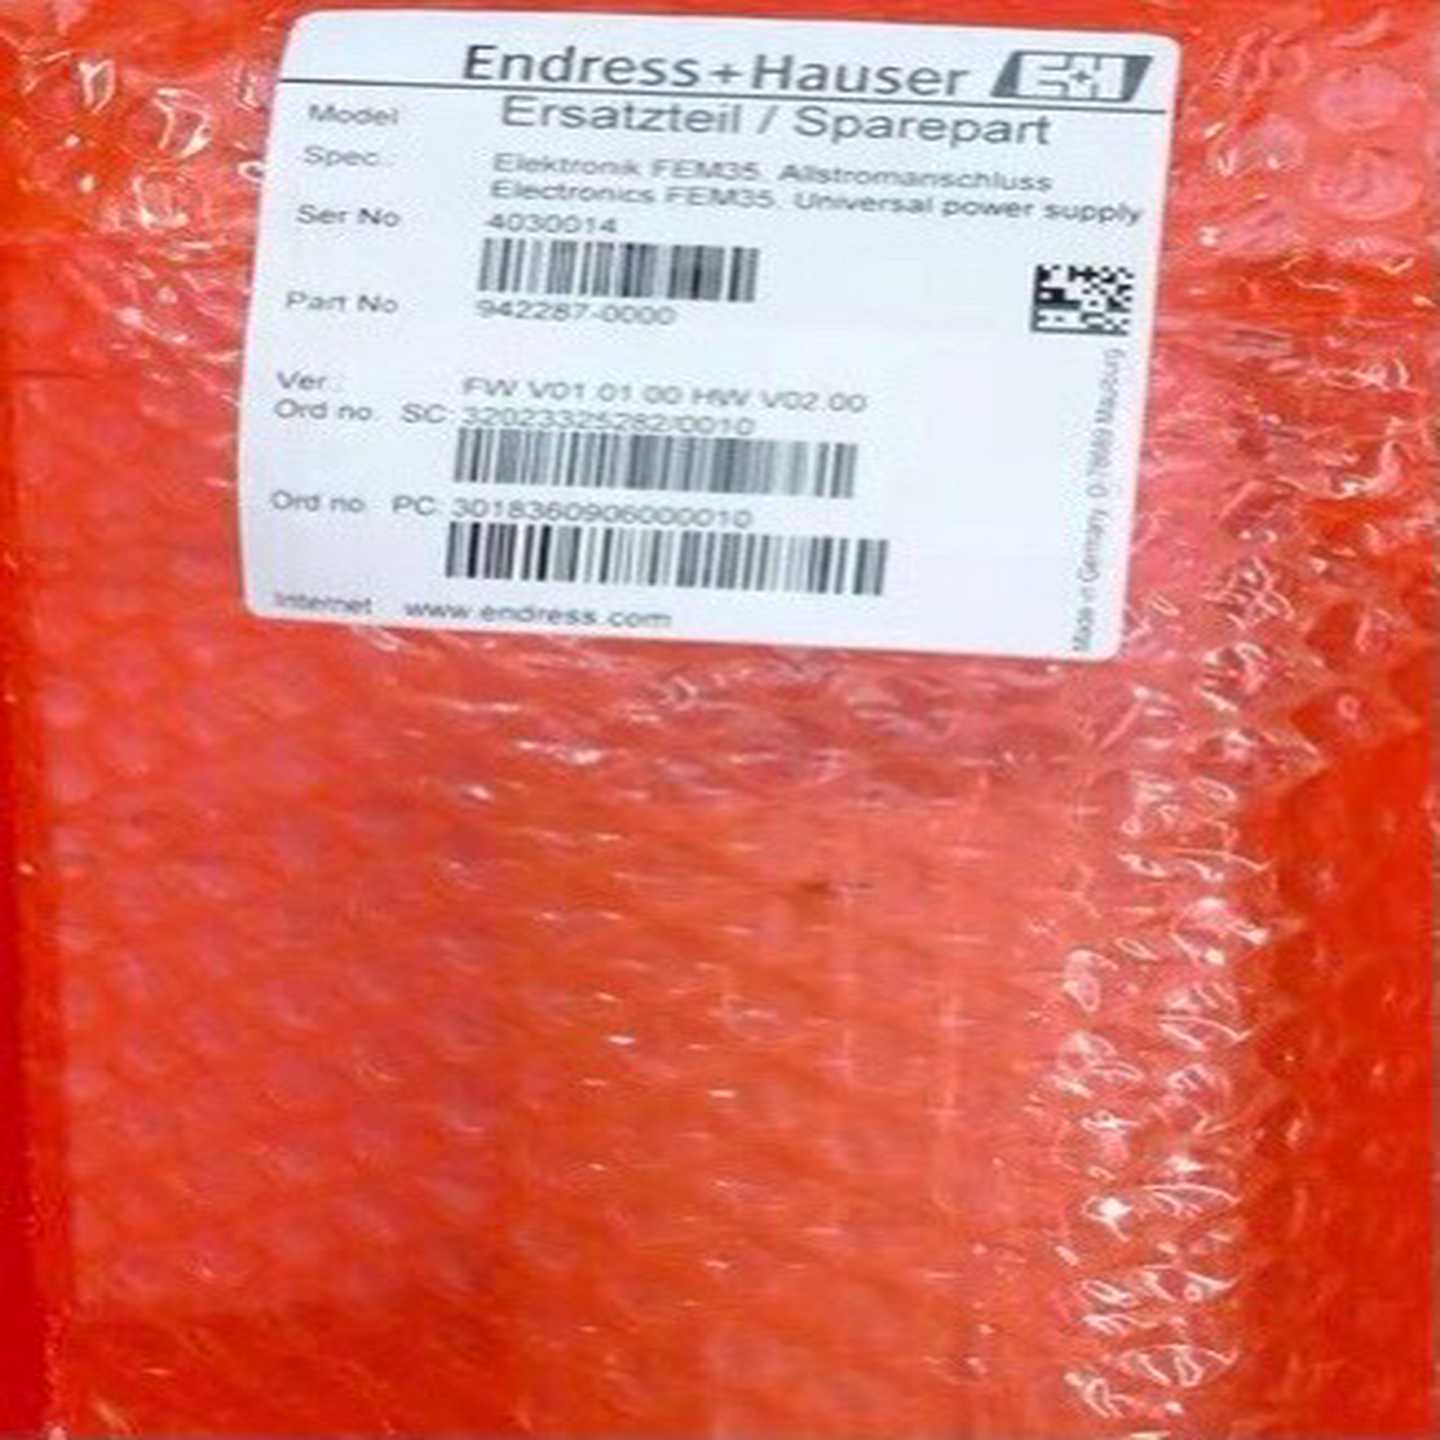 Endress+Hauser E+H
Model Ersatzteil / Sparepart
Spec.: Elektronik FEM35. Allstromanschluss
Electronics FEM35. Universal power supply
Ser No 4030014
Part No 942287-0000
Ver.: FW V01.01.00 HW V02.00
Ord no. SC: 32023325282/0010
Ord no. PC: 3018360906000010
Internet www.endress.com
Made in Germany, D-79689 Maulburg